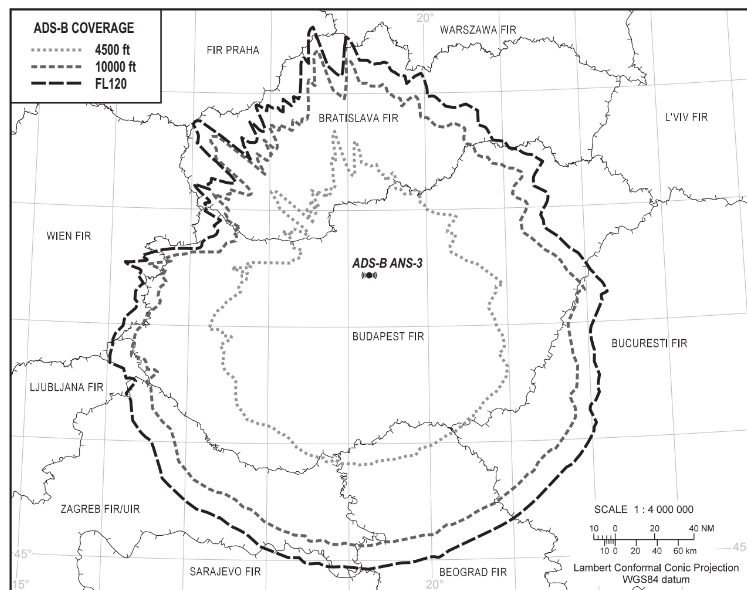 ADS-B COVERAGE
4500 ft
10000 ft
FL120
20°
WARSZAWA FIR
FIR PRAHA
BRATISLAVA FIR
L'VIV FIR
WIEN FIR
ADS-B ANS-3
BUDAPEST FIR
BUCURESTI FIR
LJUBLJANA FIR
ZAGREB FIR/UIR
SCALE 1 : 4 000 000
10 0 20 40 NM
10 0 20 40 60 km
Lambert Conformal Conic Projection
WGS84 datum
45°
45°
15°
SARAJEVO FIR
20°
BEOGRAD FIR